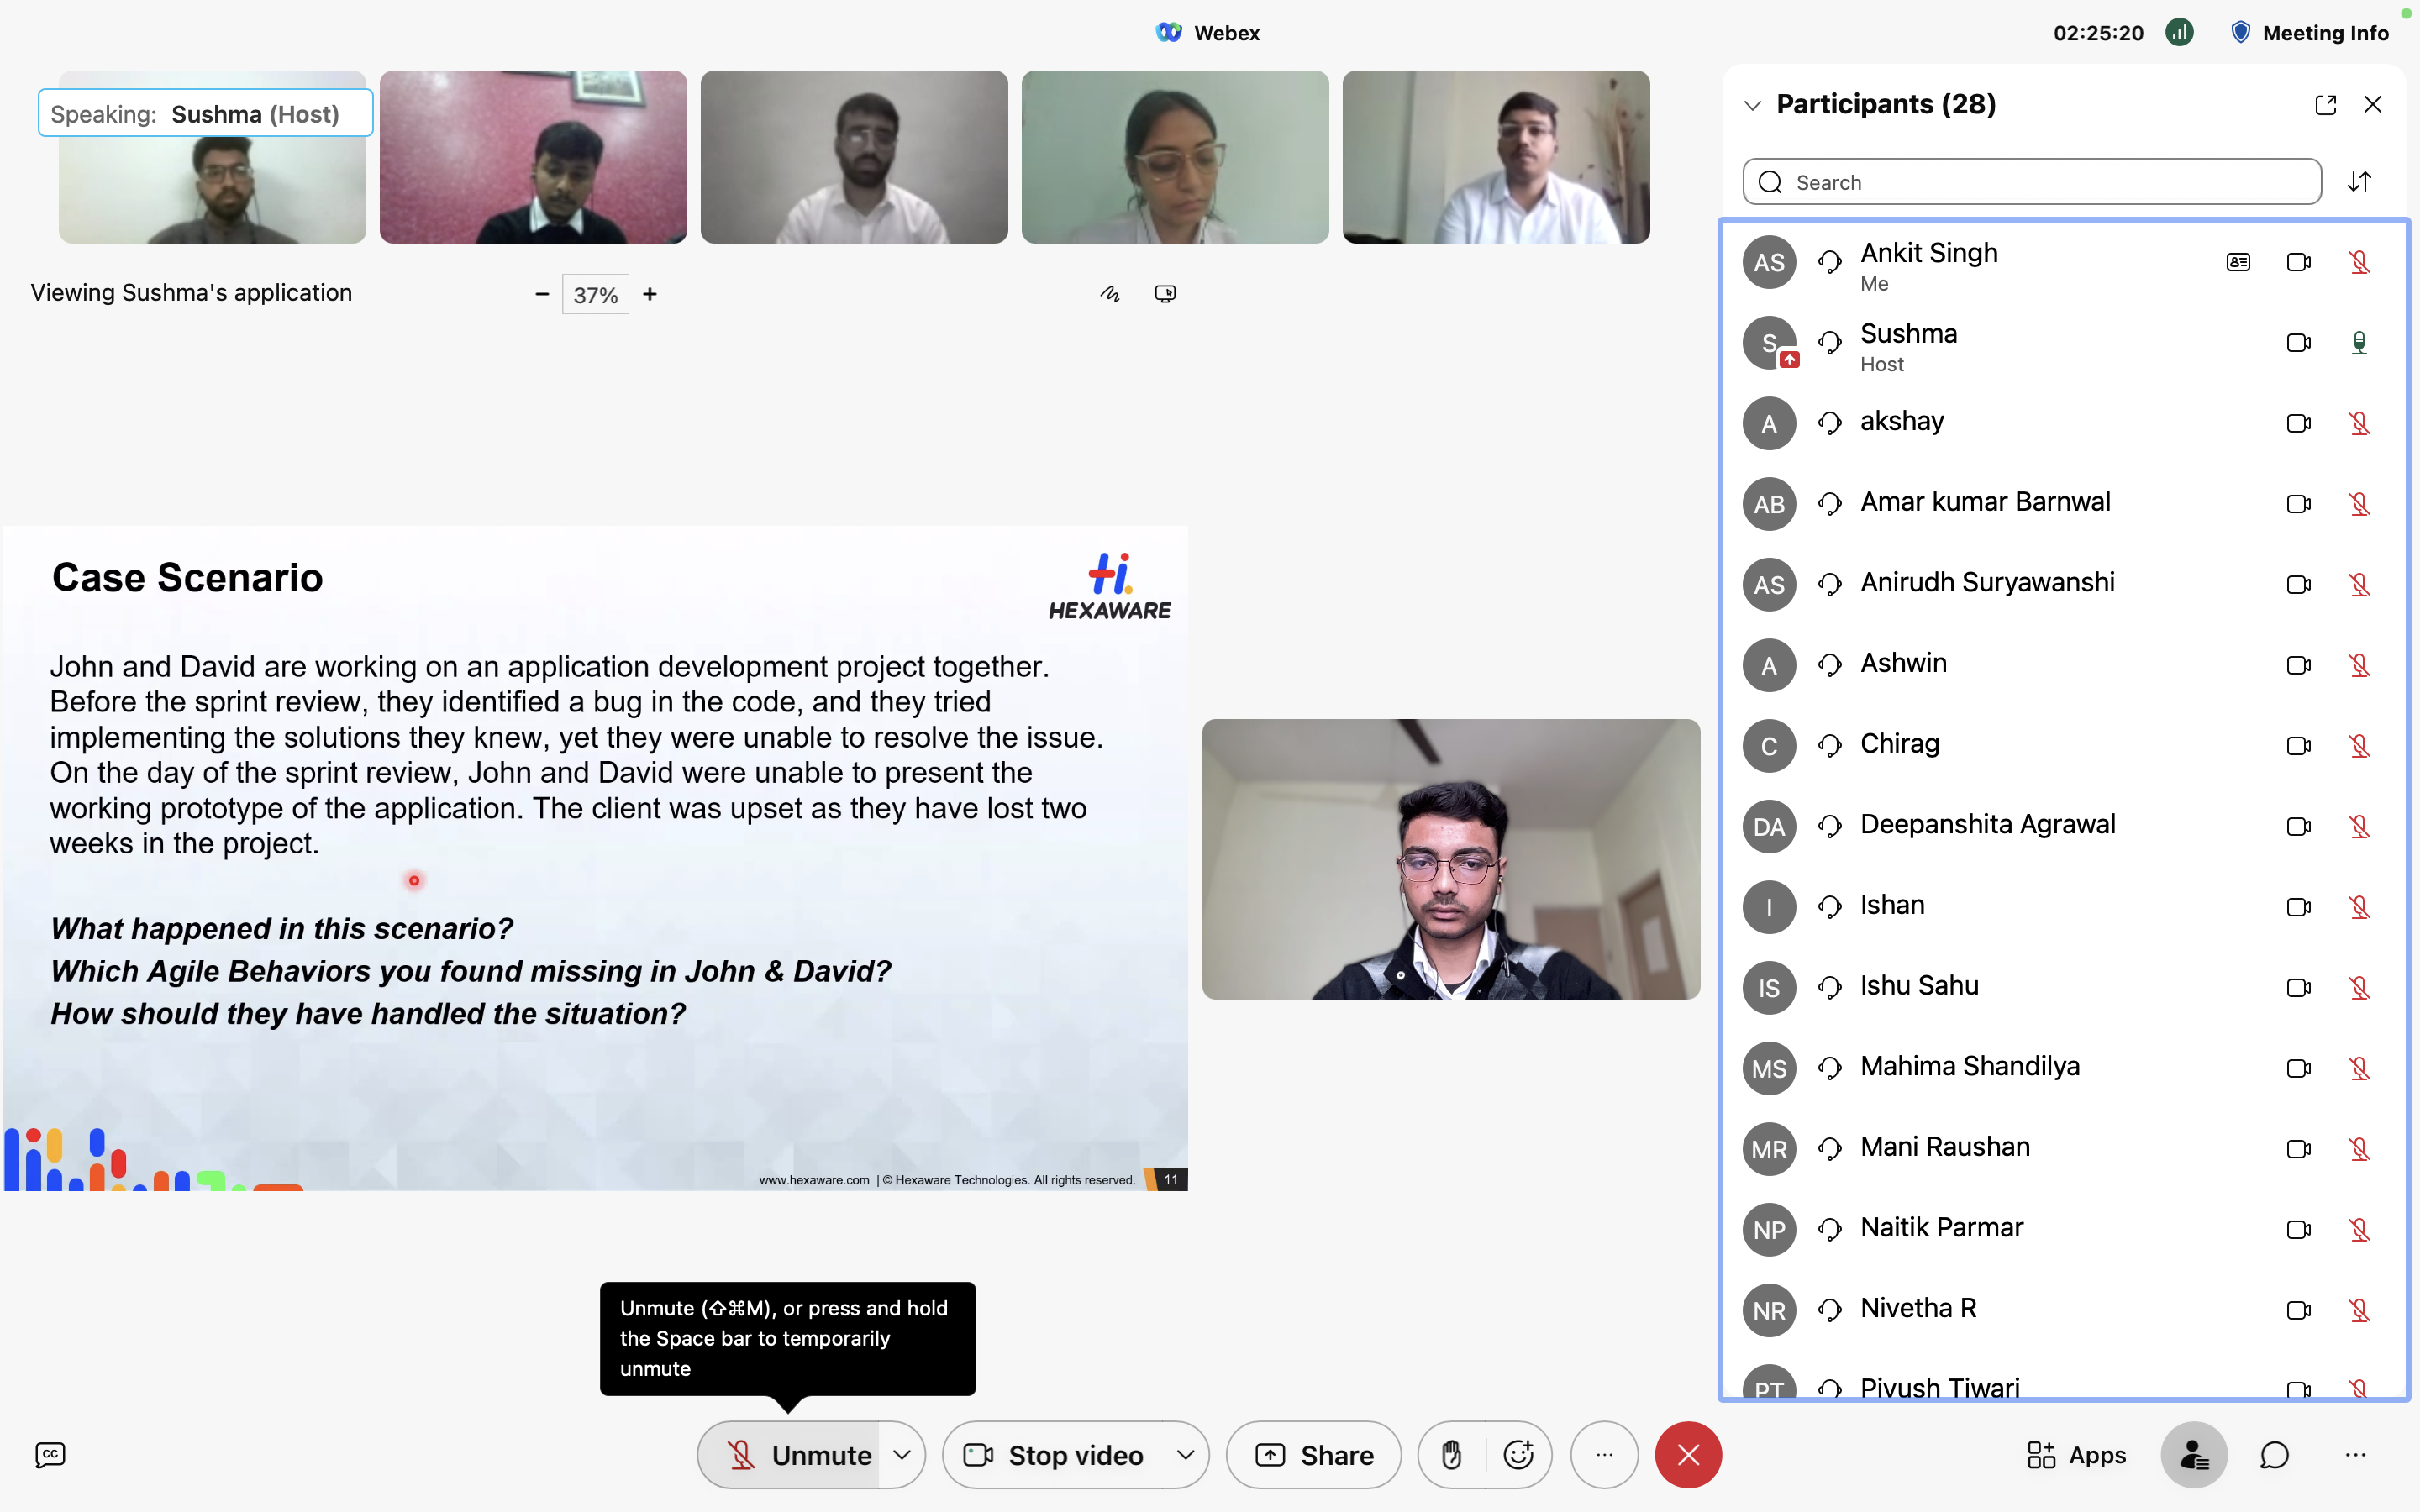 Webex
02:25:20
Meeting Info
Speaking: Sushma (Host)
Viewing Sushma's application
37%
Case Scenario
HEXAWARE
John and David are working on an application development project together.
Before the sprint review, they identified a bug in the code, and they tried
implementing the solutions they knew, yet they were unable to resolve the issue.
On the day of the sprint review, John and David were unable to present the
working prototype of the application. The client was upset as they have lost two
weeks in the project.
What happened in this scenario?
Which Agile Behaviors you found missing in John & David?
How should they have handled the situation?
www.hexaware.com | © Hexaware Technologies. All rights reserved.
11
Participants (28)
Search
AS Ankit Singh
Me
S Sushma
Host
A akshay
AB Amar kumar Barnwal
AS Anirudh Suryawanshi
A Ashwin
C Chirag
DA Deepanshita Agrawal
I Ishan
IS Ishu Sahu
MS Mahima Shandilya
MR Mani Raushan
NP Naitik Parmar
NR Nivetha R
PT Piyush Tiwari
Unmute (⇧⌘M), or press and hold
the Space bar to temporarily
unmute
CC
Unmute
Stop video
Share
Apps